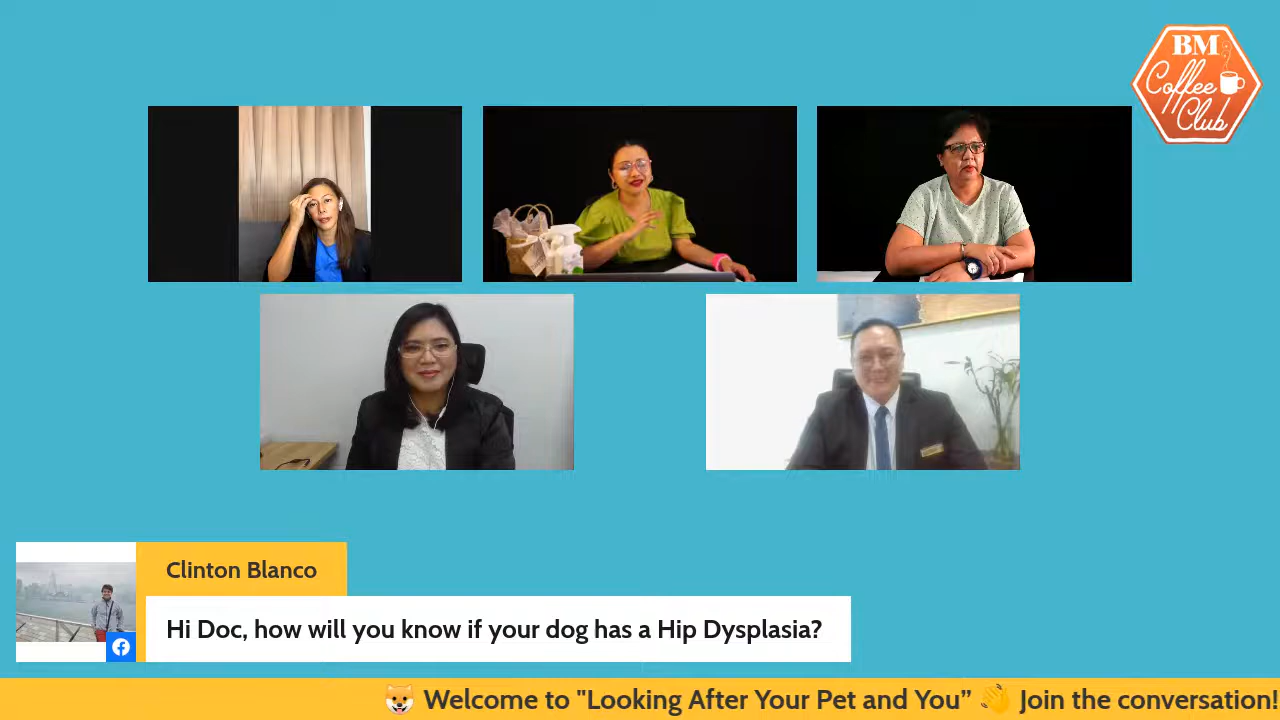 BM
Coffee
Club
Clinton Blanco
Hi Doc, how will you know if your dog has a Hip Dysplasia?
Welcome to "Looking After Your Pet and You” Join the conversation!